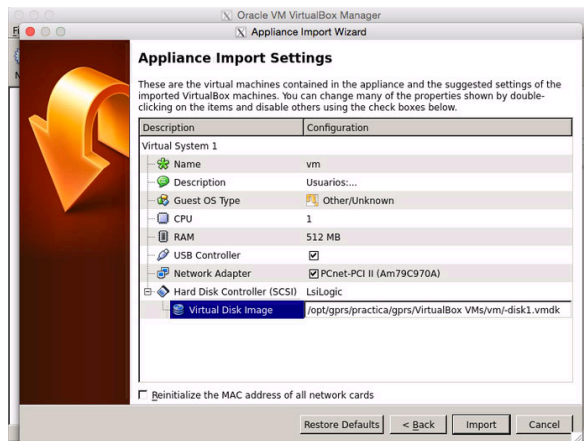 Oracle VM VirtualBox Manager
Appliance Import Wizard
Appliance Import Settings
These are the virtual machines contained in the appliance and the suggested settings of the
imported VirtualBox machines. You can change many of the properties shown by double-
clicking on the items and disable others using the check boxes below.
Description Configuration
Virtual System 1
Name vm
Description Usuarios:...
Guest OS Type Other/Unknown
CPU 1
RAM 512 MB
USB Controller
Network Adapter PCnet-PCI II (Am79C970A)
Hard Disk Controller (SCSI) LsiLogic
Virtual Disk Image /opt/gprs/practica/gprs/VirtualBox VMs/vm/-disk1.vmdk
Reinitialize the MAC address of all network cards
Restore Defaults < Back Import Cancel